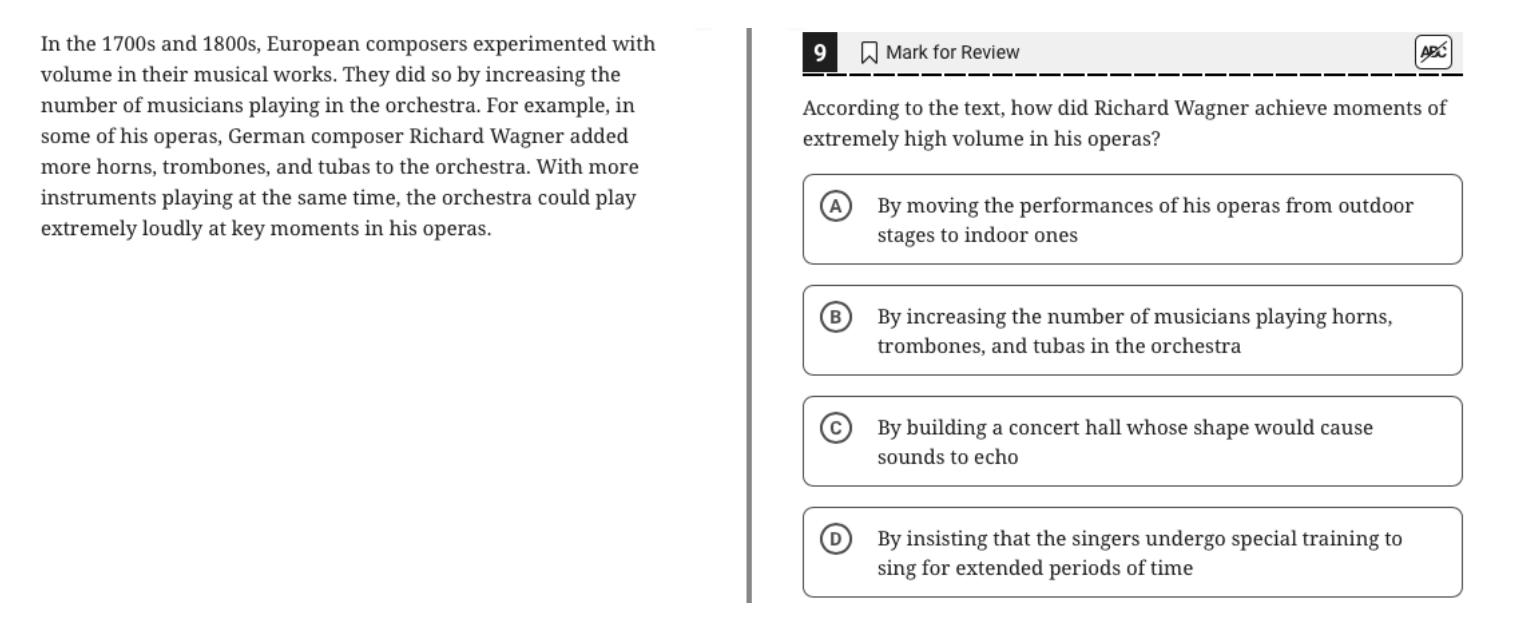 In the 1700s and 1800s, European composers experimented with
volume in their musical works. They did so by increasing the
number of musicians playing in the orchestra. For example, in
some of his operas, German composer Richard Wagner added
more horns, trombones, and tubas to the orchestra. With more
instruments playing at the same time, the orchestra could play
extremely loudly at key moments in his operas.
9 Mark for Review ABC
According to the text, how did Richard Wagner achieve moments of
extremely high volume in his operas?
A By moving the performances of his operas from outdoor
stages to indoor ones
B By increasing the number of musicians playing horns,
trombones, and tubas in the orchestra
C By building a concert hall whose shape would cause
sounds to echo
D By insisting that the singers undergo special training to
sing for extended periods of time